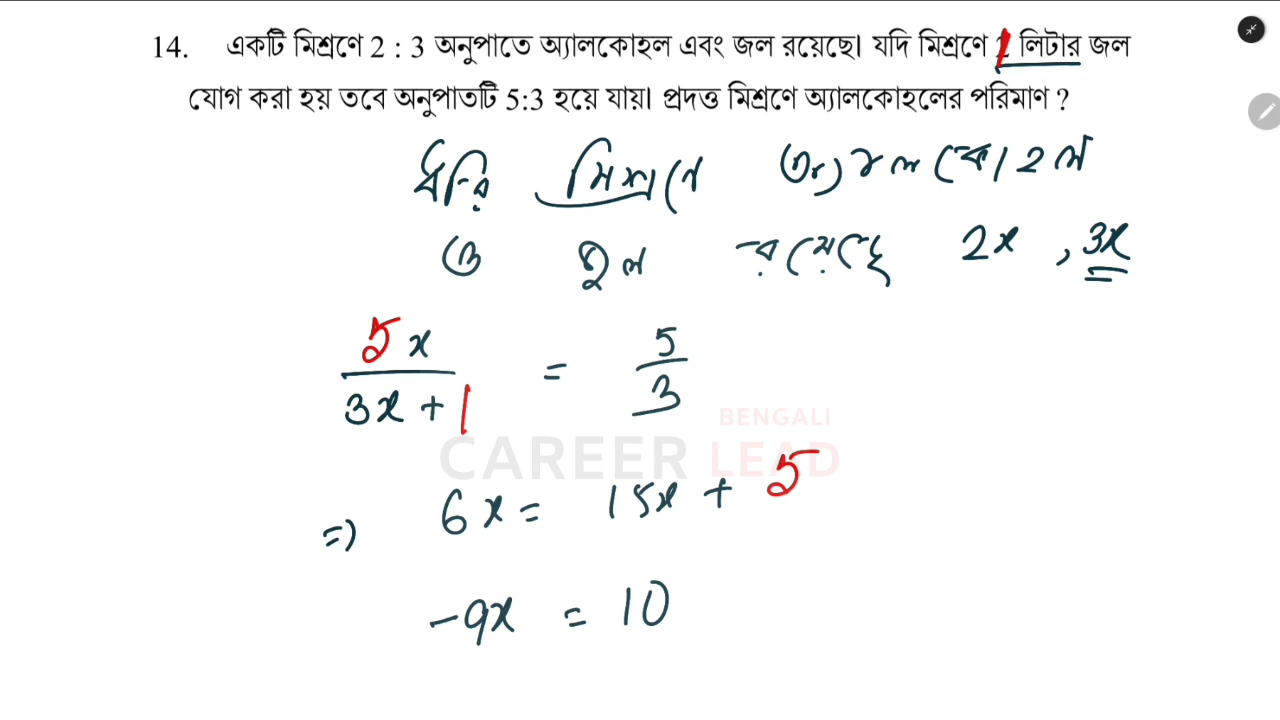 14. একটি মিশ্রণে 2 : 3 অনুপাতে অ্যালকোহল এবং জল রয়েছে। যদি মিশ্রণে 1 লিটার জল
যোগ করা হয় তবে অনুপাতটি 5:3 হয়ে যায়। প্রদত্ত মিশ্রণে অ্যালকোহলের পরিমাণ ?
ধরি মিশ্রণে অ্যালকোহল
ও জল রয়েছে 2x , 3x
5x / 3x + 1 = 5 / 3
BENGALI
CAREER LEAD
=) 6x = 15x + 5
-9x = 10